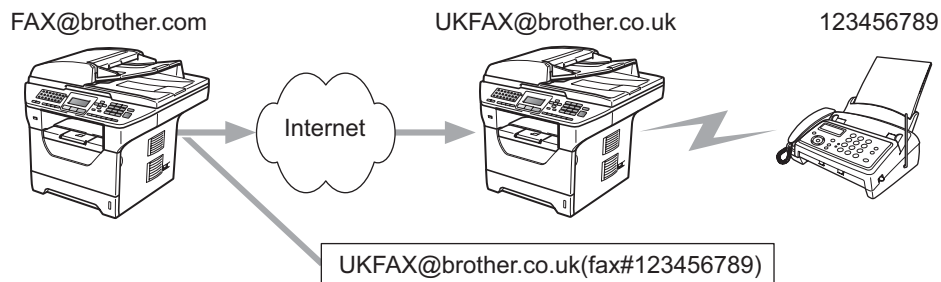 FAX@brother.com
UKFAX@brother.co.uk
123456789
Internet
UKFAX@brother.co.uk(fax#123456789)